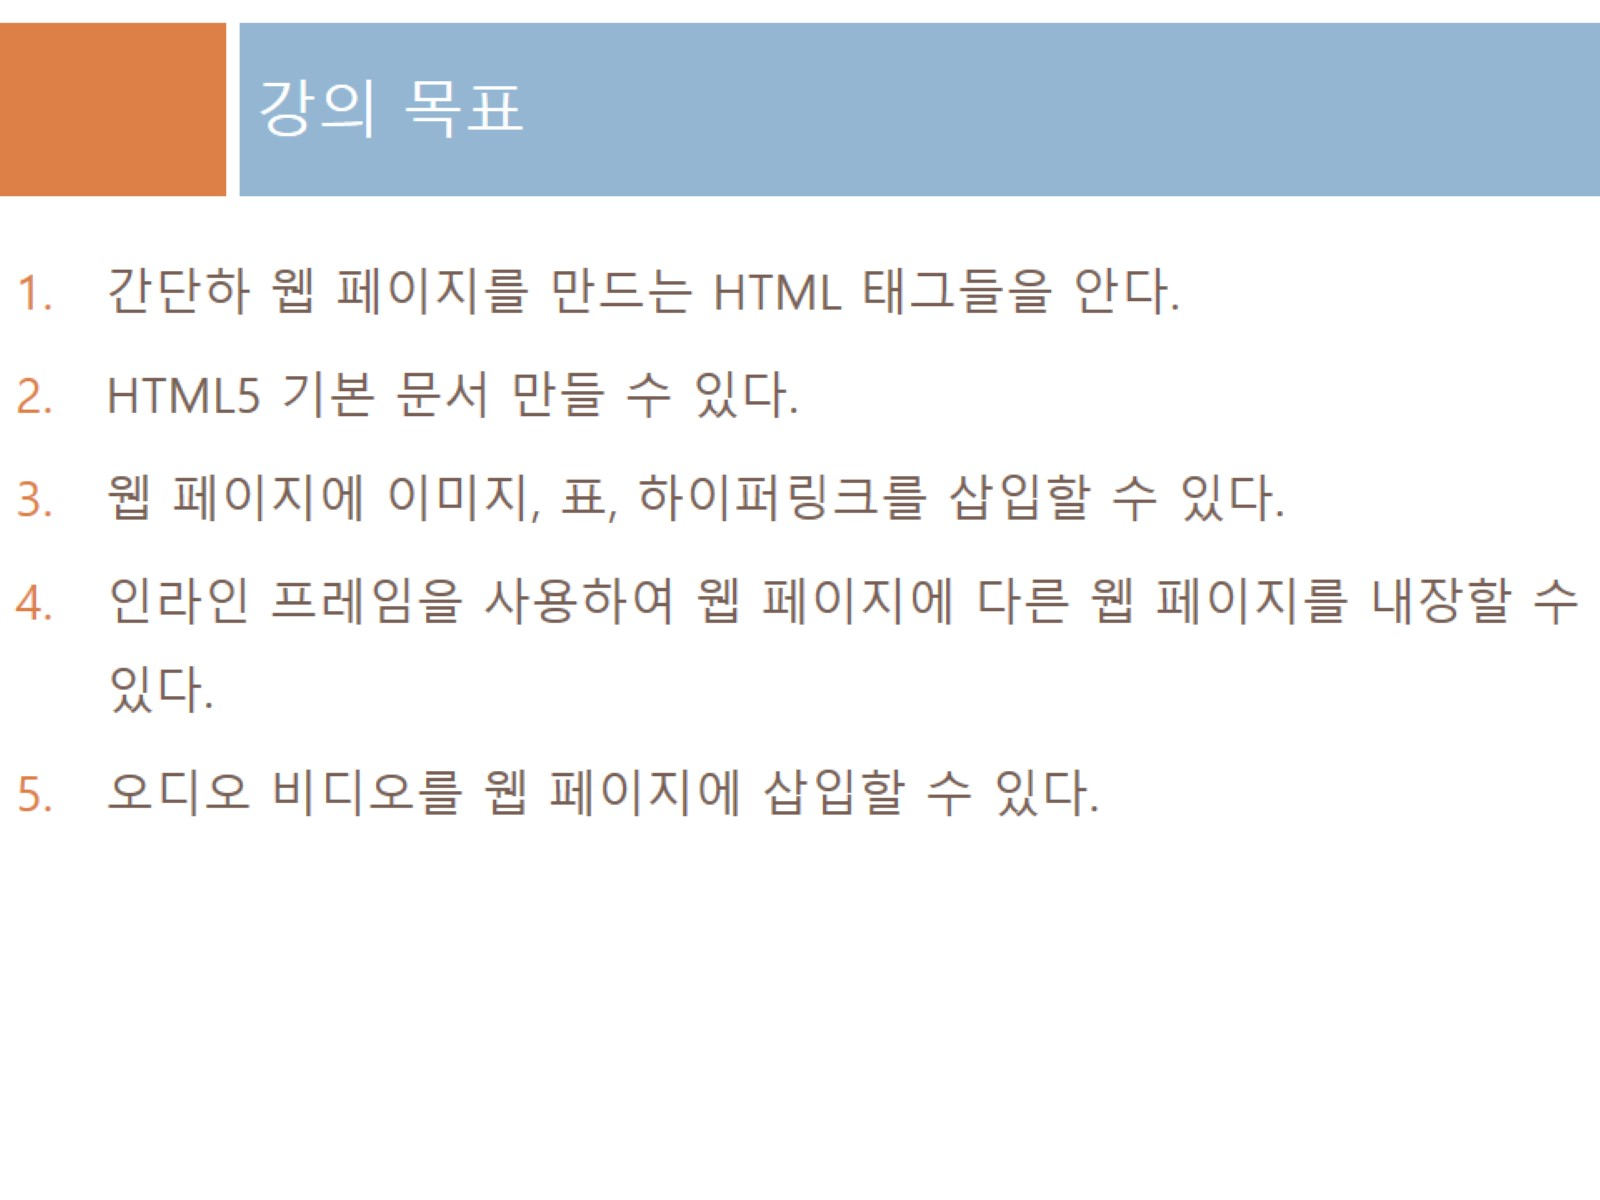 강의 목표
1. 간단하 웹 페이지를 만드는 HTML 태그들을 안다.
2. HTML5 기본 문서 만들 수 있다.
3. 웹 페이지에 이미지, 표, 하이퍼링크를 삽입할 수 있다.
4. 인라인 프레임을 사용하여 웹 페이지에 다른 웹 페이지를 내장할 수
있다.
5. 오디오 비디오를 웹 페이지에 삽입할 수 있다.